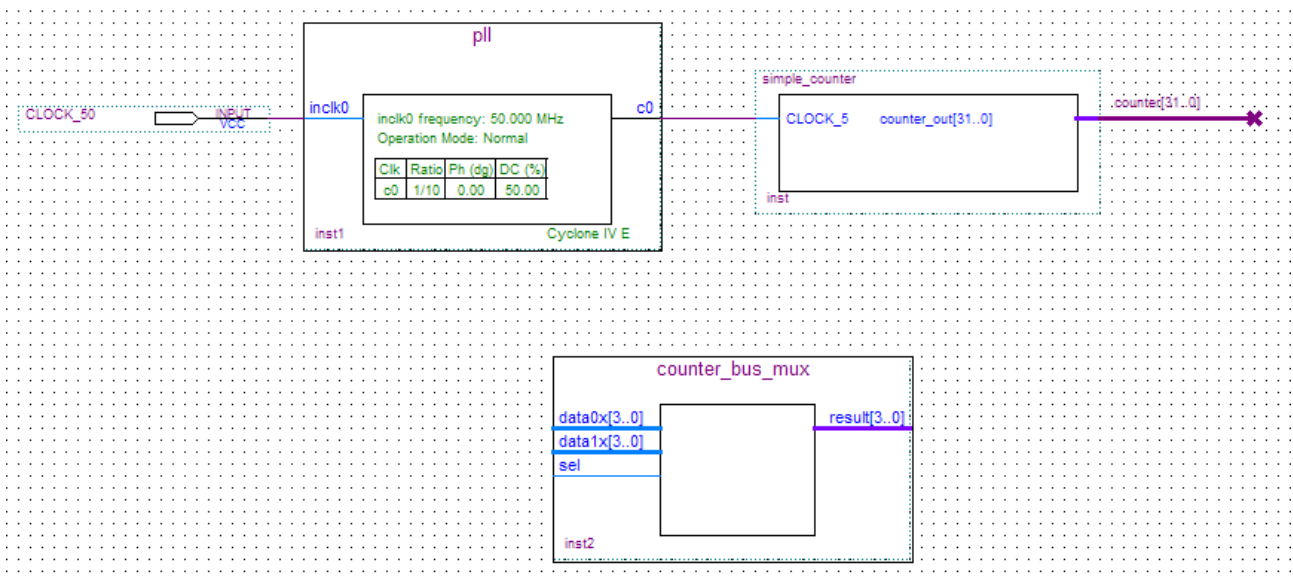 pll
simple_counter
CLOCK_50
INPUT
VCC
inclk0
c0
inclk0 frequency: 50.000 MHz
Operation Mode: Normal
Clk Ratio Ph (dg) DC (%)
c0 1/10 0.00 50.00
inst1
Cyclone IV E
CLOCK_5
counter_out[31..0]
inst
counter[31..0]
counter_bus_mux
data0x[3..0]
data1x[3..0]
sel
result[3..0]
inst2